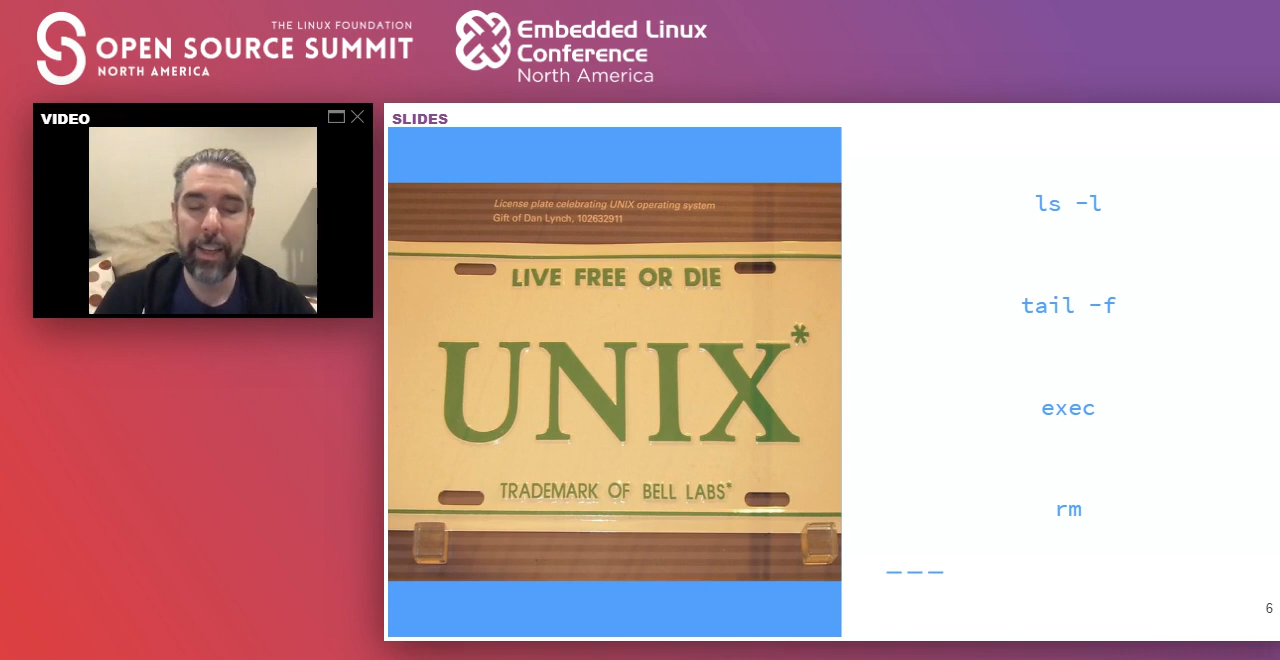 THE LINUX FOUNDATION
OPEN SOURCE SUMMIT
NORTH AMERICA
Embedded Linux
Conference
North America
VIDEO
SLIDES
License plate celebrating UNIX operating system
Gift of Dan Lynch, 102632911
LIVE FREE OR DIE
UNIX*
TRADEMARK OF BELL LABS*
ls -l
tail -f
exec
rm
---
6